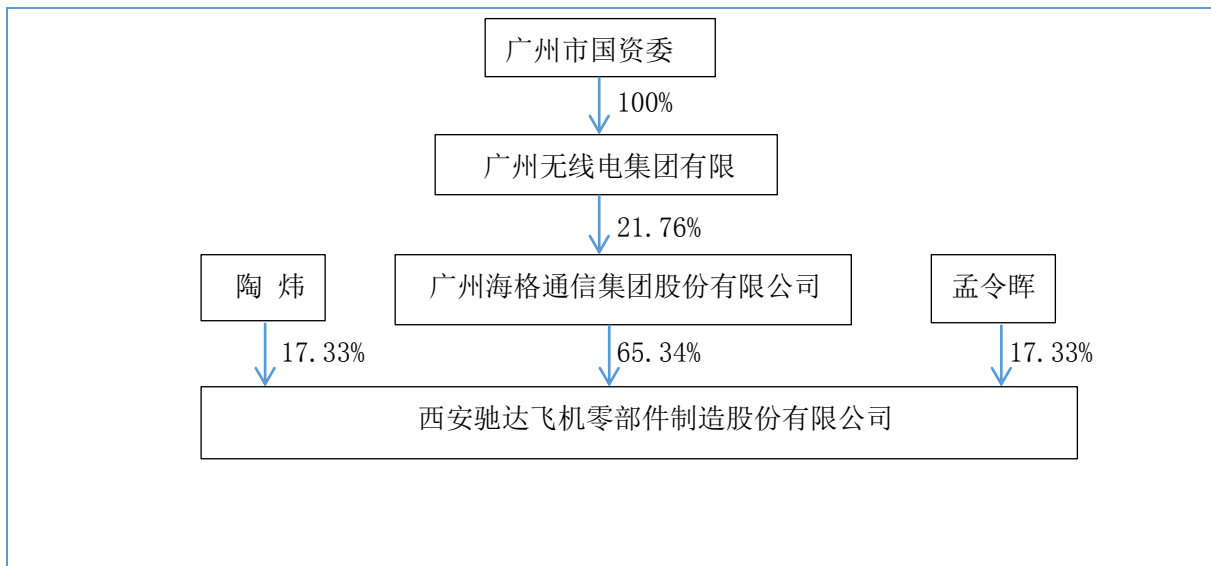 广州市国资委
100%
广州无线电集团有限
21.76%
陶 炜
广州海格通信集团股份有限公司
孟令晖
17.33%
65.34%
17.33%
西安驰达飞机零部件制造股份有限公司